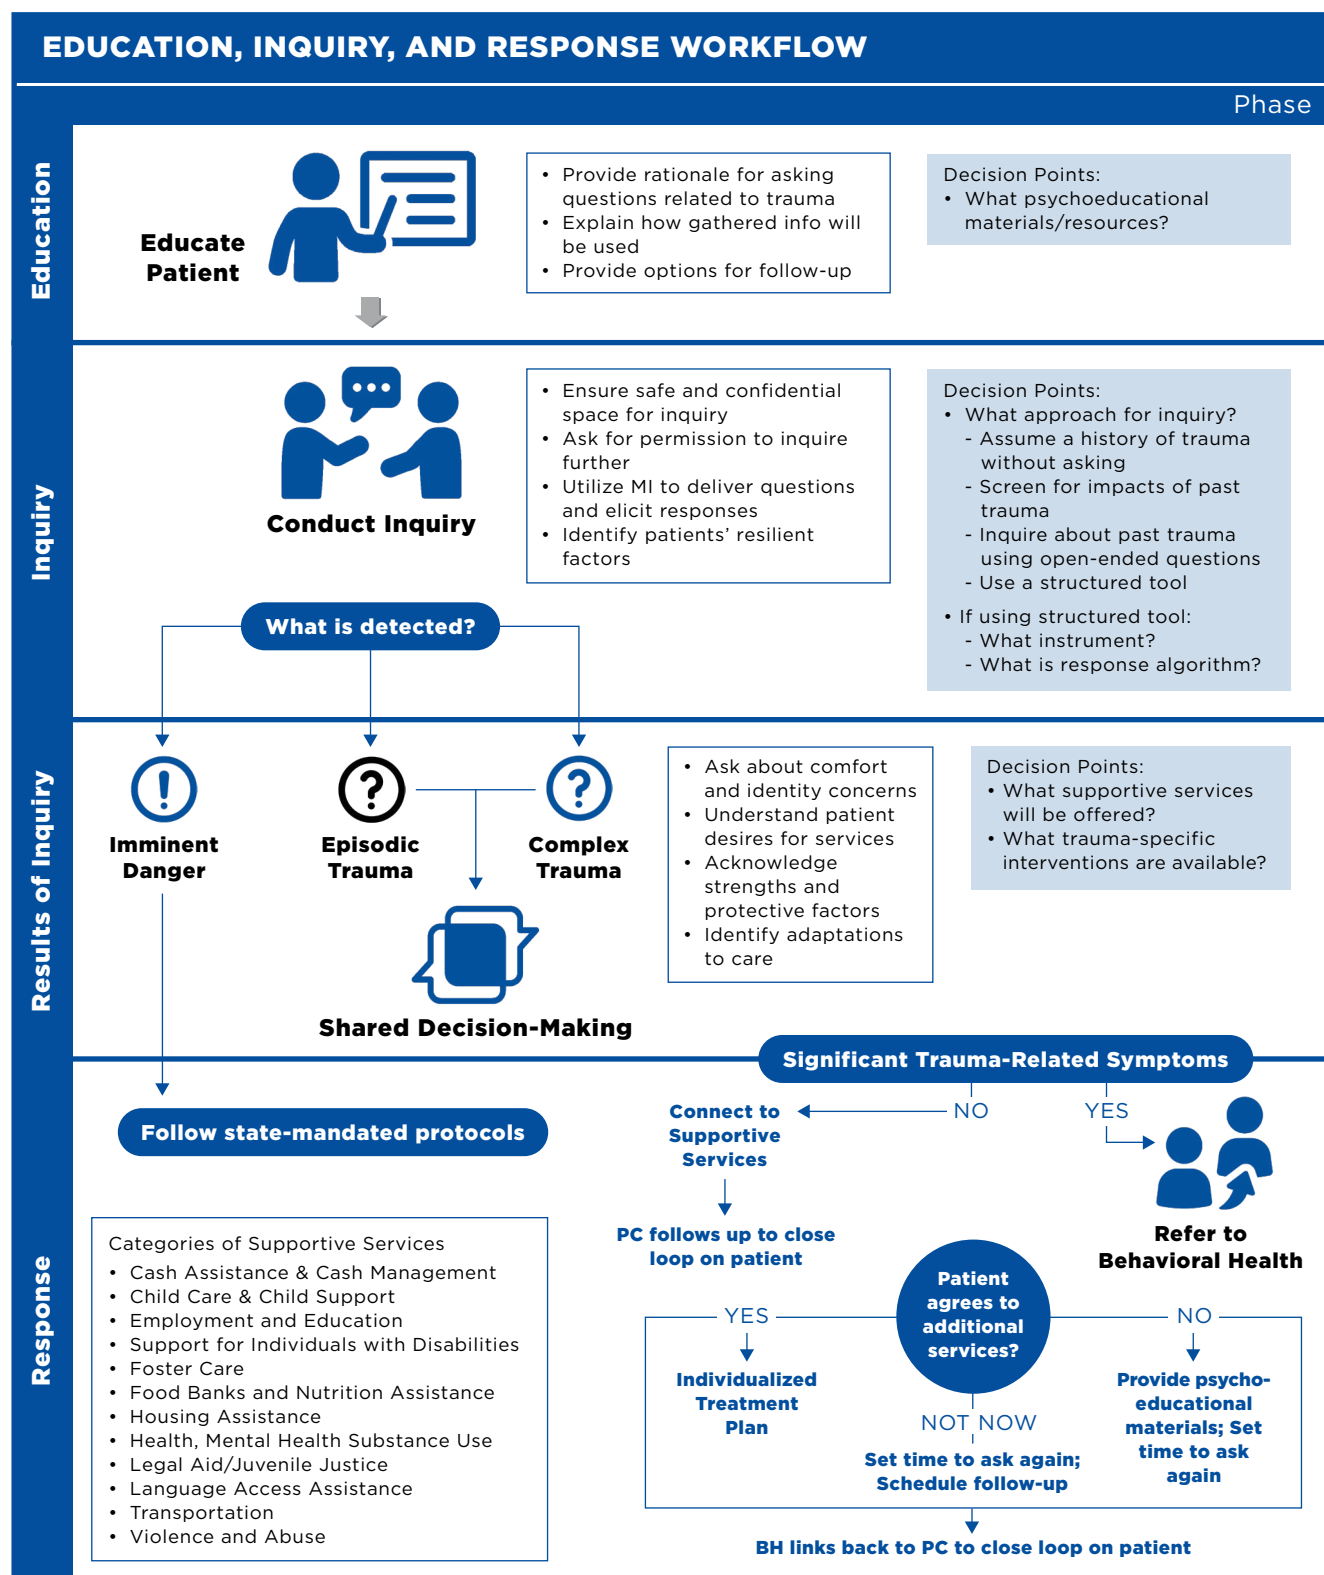 EDUCATION, INQUIRY, AND RESPONSE WORKFLOW
Phase
Education
Educate
Patient
• Provide rationale for asking
questions related to trauma
• Explain how gathered info will
be used
• Provide options for follow-up
Decision Points:
• What psychoeducational
materials/resources?
Inquiry
Conduct Inquiry
• Ensure safe and confidential
space for inquiry
• Ask for permission to inquire
further
• Utilize MI to deliver questions
and elicit responses
• Identify patients’ resilient
factors
Decision Points:
• What approach for inquiry?
- Assume a history of trauma
without asking
- Screen for impacts of past
trauma
- Inquire about past trauma
using open-ended questions
- Use a structured tool
• If using structured tool:
- What instrument?
- What is response algorithm?
What is detected?
Results of Inquiry
Imminent
Danger
Episodic
Trauma
Complex
Trauma
Shared Decision-Making
• Ask about comfort
and identity concerns
• Understand patient
desires for services
• Acknowledge
strengths and
protective factors
• Identify adaptations
to care
Decision Points:
• What supportive services
will be offered?
• What trauma-specific
interventions are available?
Response
Follow state-mandated protocols
Categories of Supportive Services
• Cash Assistance & Cash Management
• Child Care & Child Support
• Employment and Education
• Support for Individuals with Disabilities
• Foster Care
• Food Banks and Nutrition Assistance
• Housing Assistance
• Health, Mental Health Substance Use
• Legal Aid/Juvenile Justice
• Language Access Assistance
• Transportation
• Violence and Abuse
Significant Trauma-Related Symptoms
NO
YES
Connect to
Supportive
Services
PC follows up to close
loop on patient
Refer to
Behavioral Health
Patient
agrees to
additional
services?
YES
Individualized
Treatment
Plan
NOT NOW
Set time to ask again;
Schedule follow-up
NO
Provide psycho-
educational
materials; Set
time to ask
again
BH links back to PC to close loop on patient